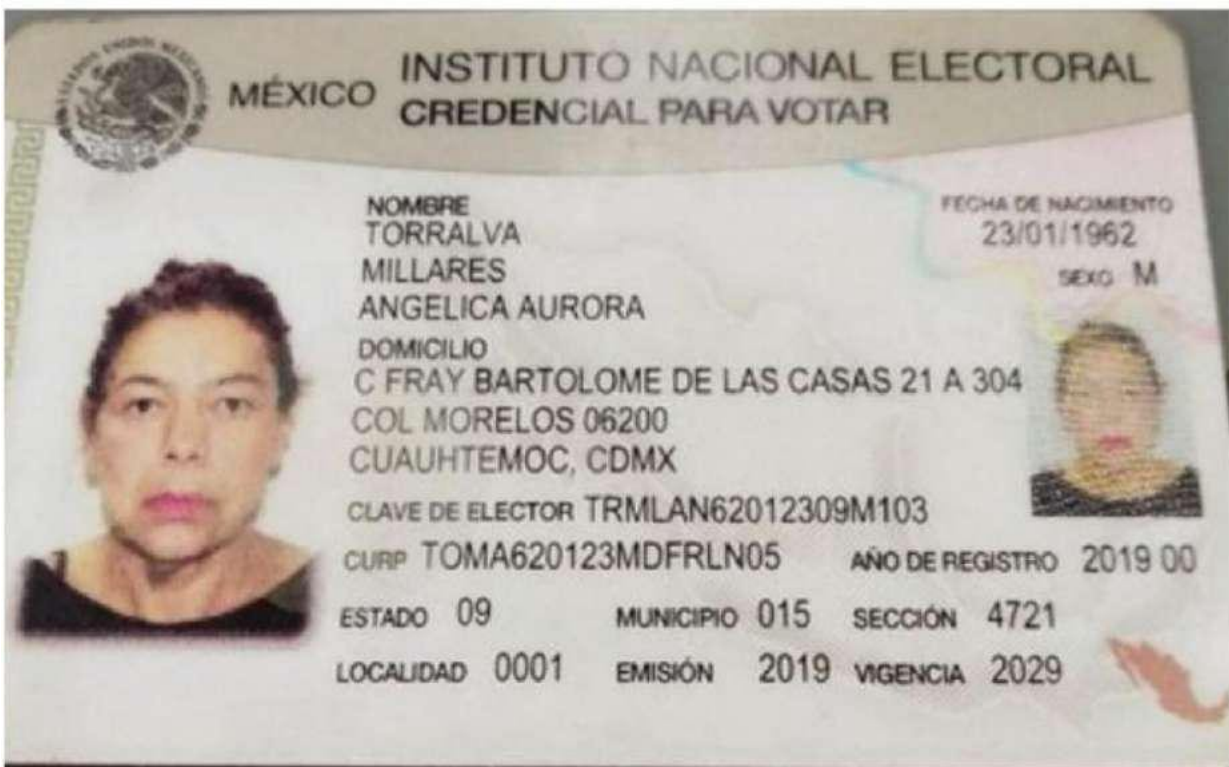 MÉXICO
INSTITUTO NACIONAL ELECTORAL
CREDENCIAL PARA VOTAR
NOMBRE
TORRALVA
MILLARES
ANGELICA AURORA
FECHA DE NACIMIENTO
23/01/1962
SEXO M
DOMICILIO
C FRAY BARTOLOME DE LAS CASAS 21 A 304
COL MORELOS 06200
CUAUHTEMOC, CDMX
CLAVE DE ELECTOR TRMLAN62012309M103
CURP TOMA620123MDFRLN05 AÑO DE REGISTRO 2019 00
ESTADO 09 MUNICIPIO 015 SECCIÓN 4721
LOCALIDAD 0001 EMISIÓN 2019 VIGENCIA 2029